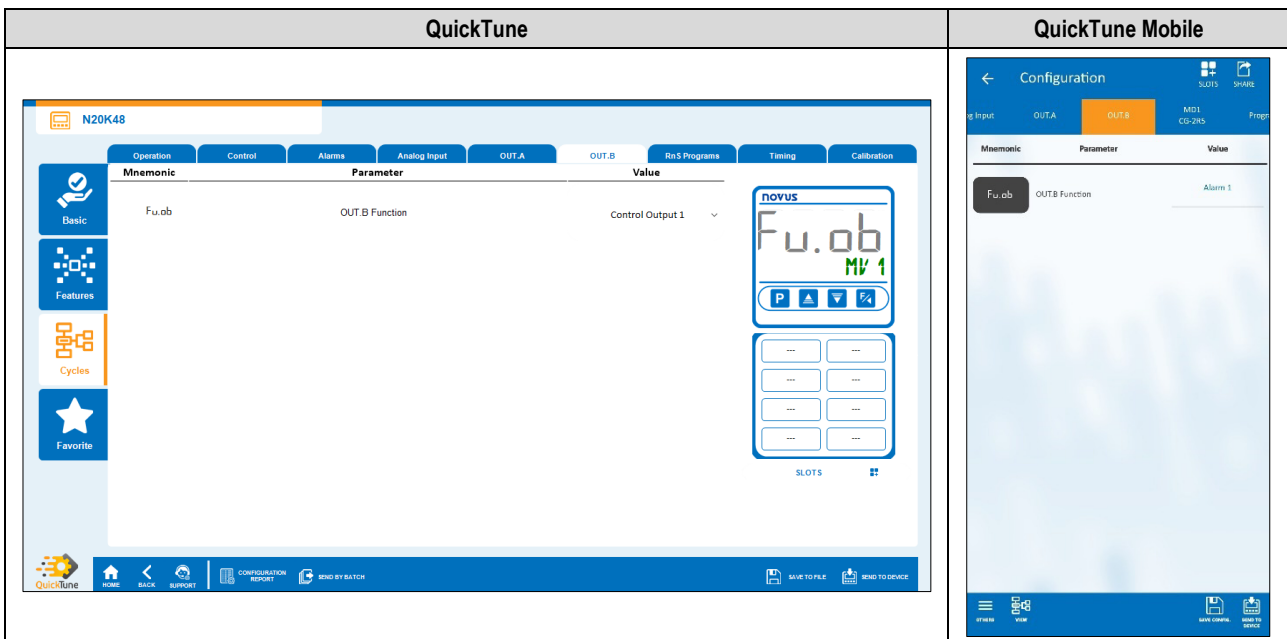 QuickTune
QuickTune Mobile
N20K48
Operation Control Alarms Analog Input OUT.A OUT.B RnS Programs Timing Calibration
Mnemonic Parameter Value
Fu.ob OUT.B Function Control Output 1
Basic
Features
Cycles
Favorite
novus
Fu.ob
MV 1
P F/
--- ---
--- ---
--- ---
--- ---
SLOTS
QuickTune
HOME BACK SUPPORT CONFIGURATION
REPORT SEND BY BATCH SAVE TO FILE SEND TO DEVICE
Configuration
SLOTS SHARE
og Input OUT.A OUT.B MD1
CG-2R5 Progr
Mnemonic Parameter Value
Fu.ob OUT.B Function Alarm 1
OTHERS VIEW SAVE CONFIG. SEND TO
DEVICE